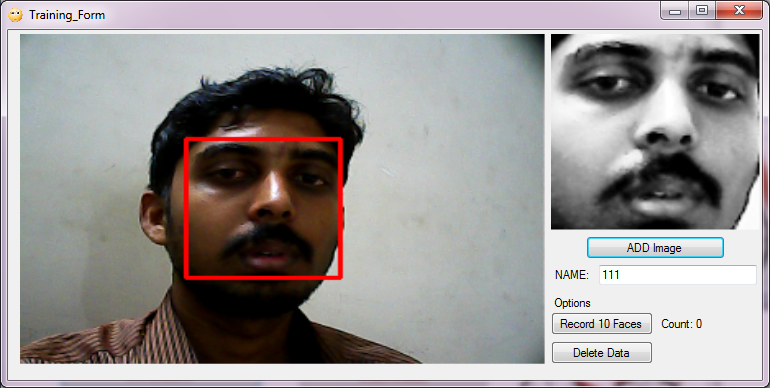 Training_Form
ADD Image
NAME: 111
Options
Record 10 Faces Count: 0
Delete Data